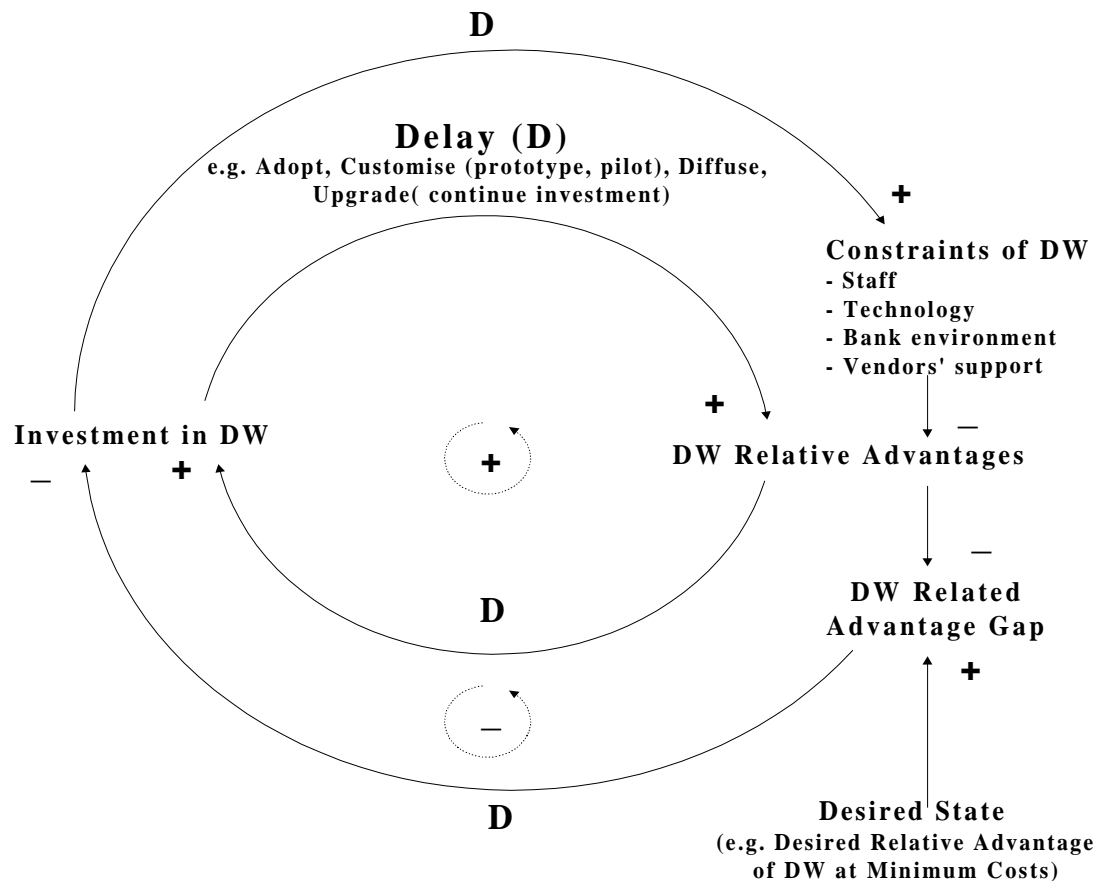 D
Delay (D)
e.g. Adopt, Customise (prototype, pilot), Diffuse,
Upgrade( continue investment)
+
Constraints of DW
- Staff
- Technology
- Bank environment
- Vendors' support
+
–
Investment in DW
DW Relative Advantages
+
–
+
–
DW Related
Advantage Gap
D
+
–
D
Desired State
(e.g. Desired Relative Advantage
of DW at Minimum Costs)